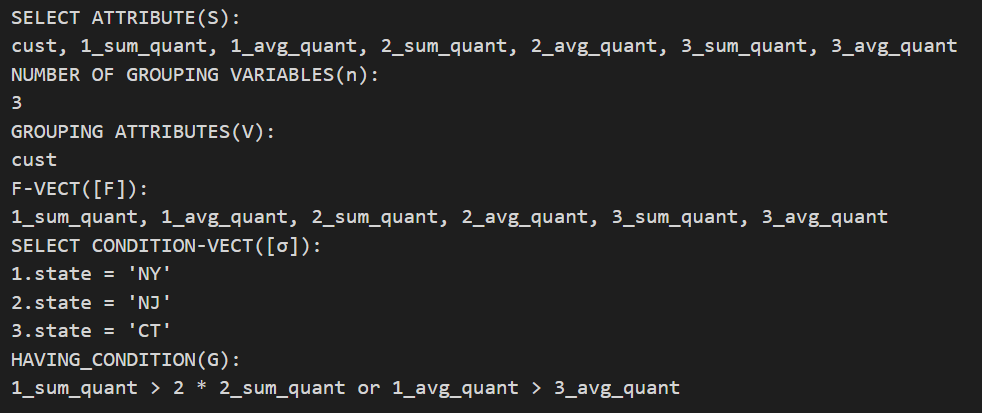 SELECT ATTRIBUTE(S):
cust, 1_sum_quant, 1_avg_quant, 2_sum_quant, 2_avg_quant, 3_sum_quant, 3_avg_quant
NUMBER OF GROUPING VARIABLES(n):
3
GROUPING ATTRIBUTES(V):
cust
F-VECT([F]):
1_sum_quant, 1_avg_quant, 2_sum_quant, 2_avg_quant, 3_sum_quant, 3_avg_quant
SELECT CONDITION-VECT([σ]):
1.state = 'NY'
2.state = 'NJ'
3.state = 'CT'
HAVING_CONDITION(G):
1_sum_quant > 2 * 2_sum_quant or 1_avg_quant > 3_avg_quant